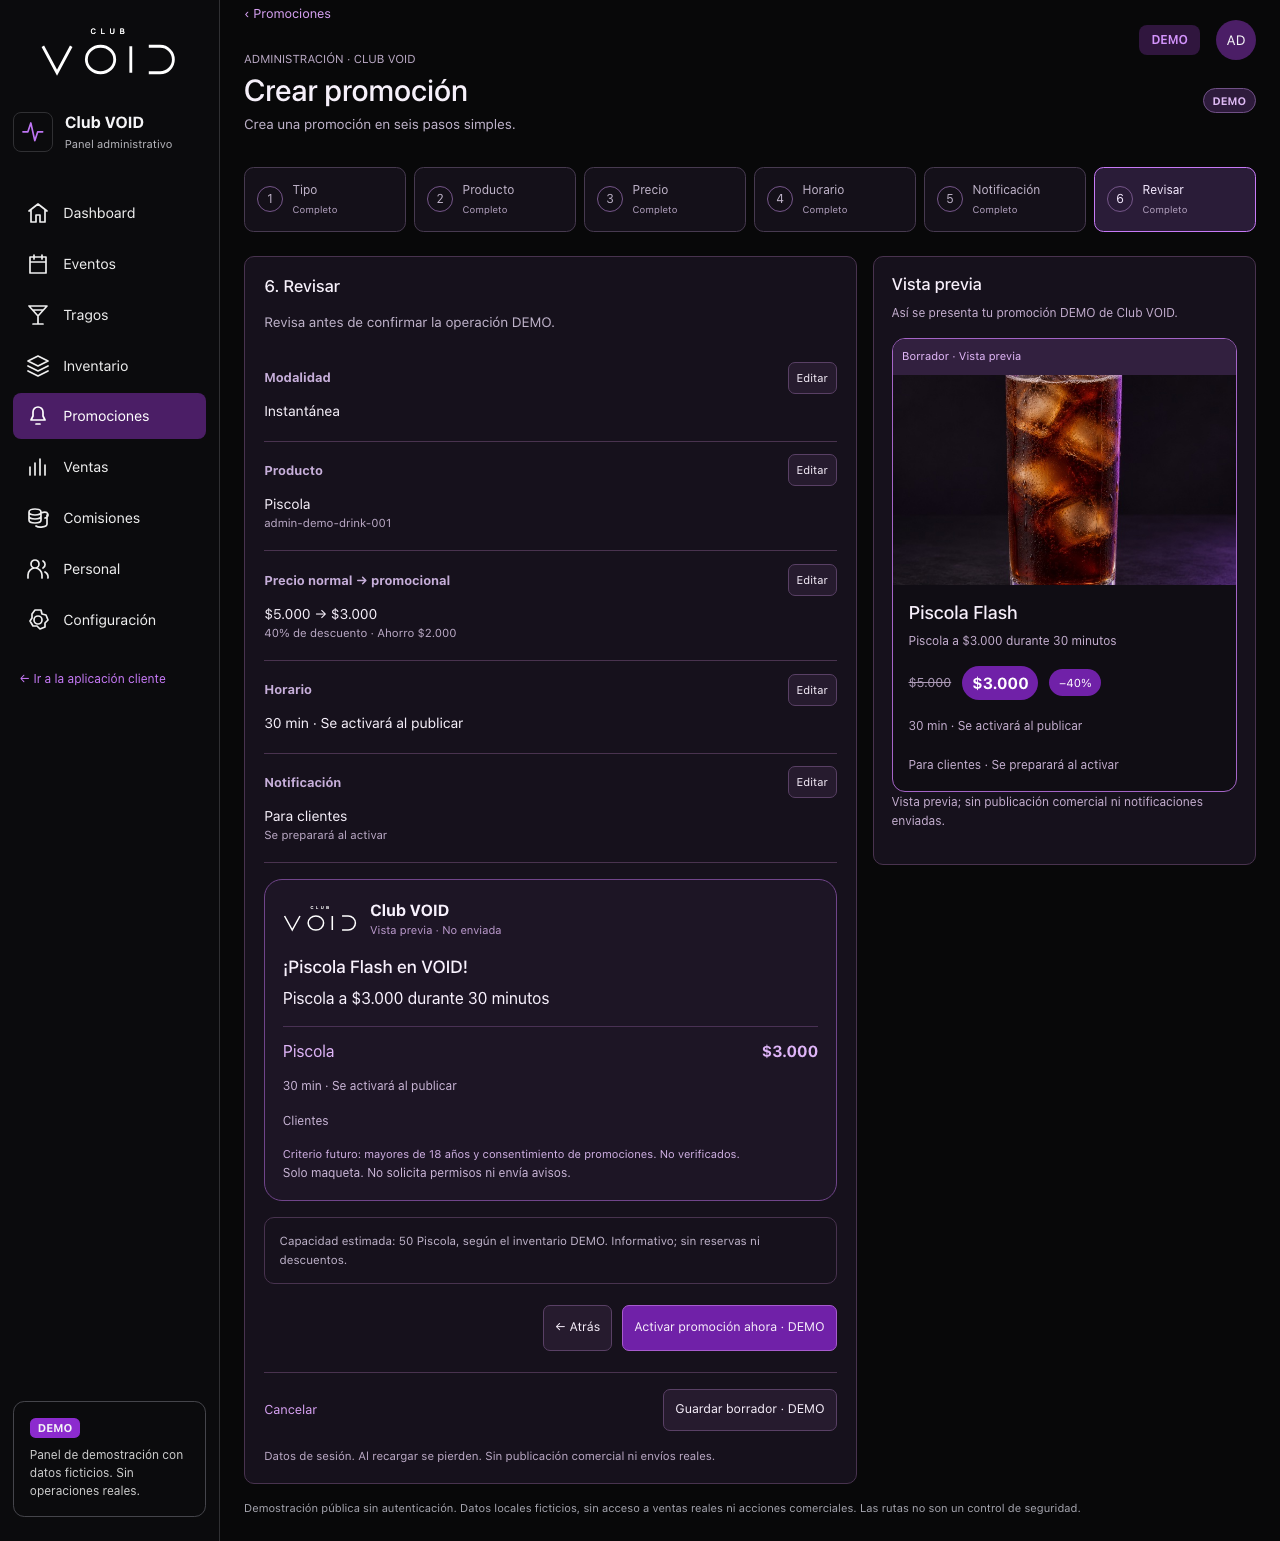 CLUB
VOID
Club VOID
Panel administrativo
Dashboard
Eventos
Tragos
Inventario
Promociones
Ventas
Comisiones
Personal
Configuración
← Ir a la aplicación cliente
DEMO
Panel de demostración con
datos ficticios. Sin
operaciones reales.
‹ Promociones
DEMO
AD
ADMINISTRACIÓN · CLUB VOID
Crear promoción
DEMO
Crea una promoción en seis pasos simples.
1
Tipo
Completo
2
Producto
Completo
3
Precio
Completo
4
Horario
Completo
5
Notificación
Completo
6
Revisar
Completo
6. Revisar
Revisa antes de confirmar la operación DEMO.
Modalidad
Editar
Instantánea
Producto
Editar
Piscola
admin-demo-drink-001
Precio normal → promocional
Editar
$5.000 → $3.000
40% de descuento · Ahorro $2.000
Horario
Editar
30 min · Se activará al publicar
Notificación
Editar
Para clientes
Se preparará al activar
CLUB
VOID
Club VOID
Vista previa · No enviada
¡Piscola Flash en VOID!
Piscola a $3.000 durante 30 minutos
Piscola $3.000
30 min · Se activará al publicar
Clientes
Criterio futuro: mayores de 18 años y consentimiento de promociones. No verificados.
Solo maqueta. No solicita permisos ni envía avisos.
Capacidad estimada: 50 Piscola, según el inventario DEMO. Informativo; sin reservas ni
descuentos.
← Atrás
Activar promoción ahora · DEMO
Cancelar
Guardar borrador · DEMO
Datos de sesión. Al recargar se pierden. Sin publicación comercial ni envíos reales.
Vista previa
Así se presenta tu promoción DEMO de Club VOID.
Borrador · Vista previa
Piscola Flash
Piscola a $3.000 durante 30 minutos
$5.000 $3.000 −40%
30 min · Se activará al publicar
Para clientes · Se preparará al activar
Vista previa; sin publicación comercial ni notificaciones
enviadas.
Demostración pública sin autenticación. Datos locales ficticios, sin acceso a ventas reales ni acciones comerciales. Las rutas no son un control de seguridad.